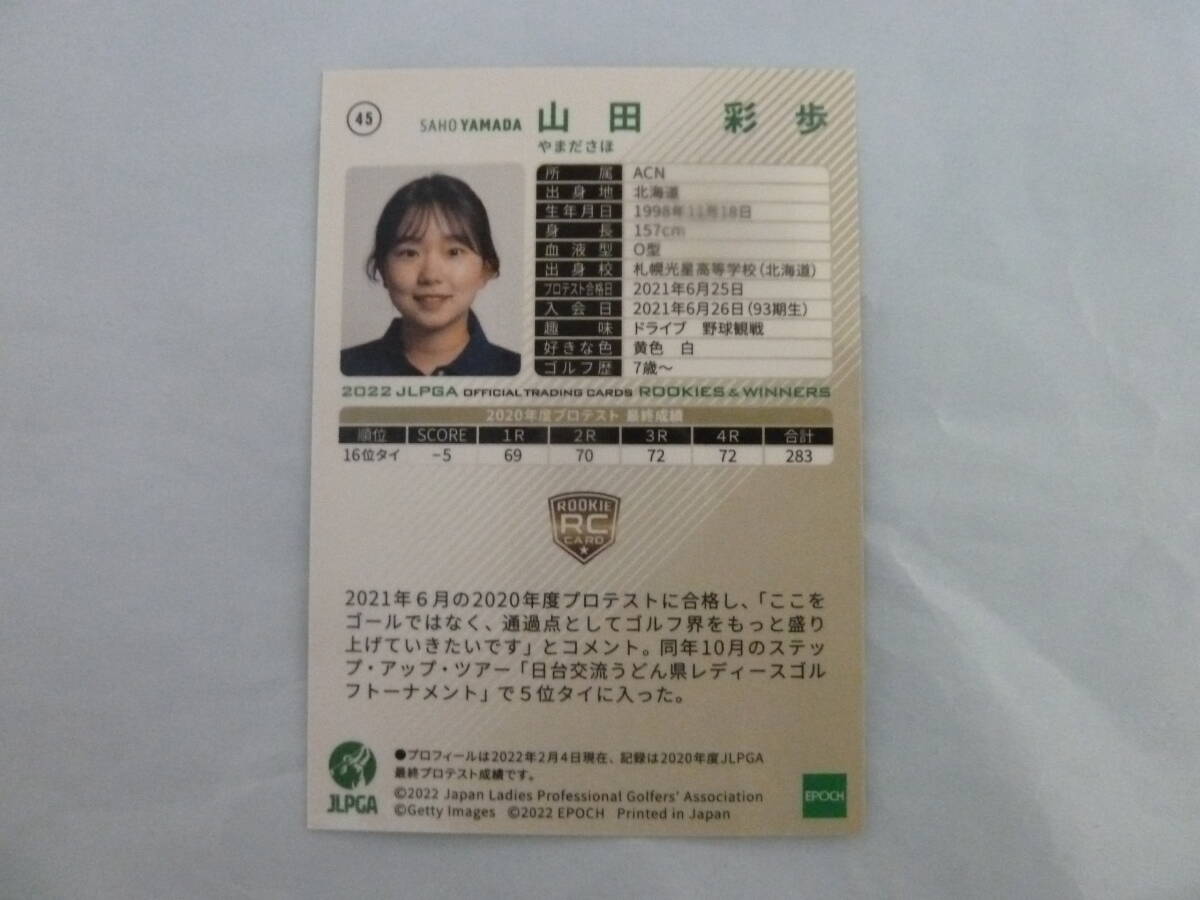 45
SAHO YAMADA 山田 彩歩
やまださほ
所属 ACN
出身地 北海道
生年月日 1998年11月18日
身長 157cm
血液型 O型
出身校 札幌光星高等学校(北海道)
プロテスト合格日 2021年6月25日
入会日 2021年6月26日(93期生)
趣味 ドライブ 野球観戦
好きな色 黄色 白
ゴルフ歴 7歳～
2022 JLPGA OFFICIAL TRADING CARDS ROOKIES & WINNERS
2020年度プロテスト 最終成績
順位 SCORE 1R 2R 3R 4R 合計
16位タイ −5 69 70 72 72 283
ROOKIE
RC
CARD
2021年6月の2020年度プロテストに合格し、「ここを
ゴールではなく、通過点としてゴルフ界をもっと盛り
上げていきたいです」とコメント。同年10月のステッ
プ・アップ・ツアー「日台交流うどん県レディースゴル
フトーナメント」で5位タイに入った。
●プロフィールは2022年2月4日現在、記録は2020年度JLPGA
最終プロテスト成績です。
©2022 Japan Ladies Professional Golfers' Association
©Getty Images ©2022 EPOCH Printed in Japan
JLPGA
EPOCH